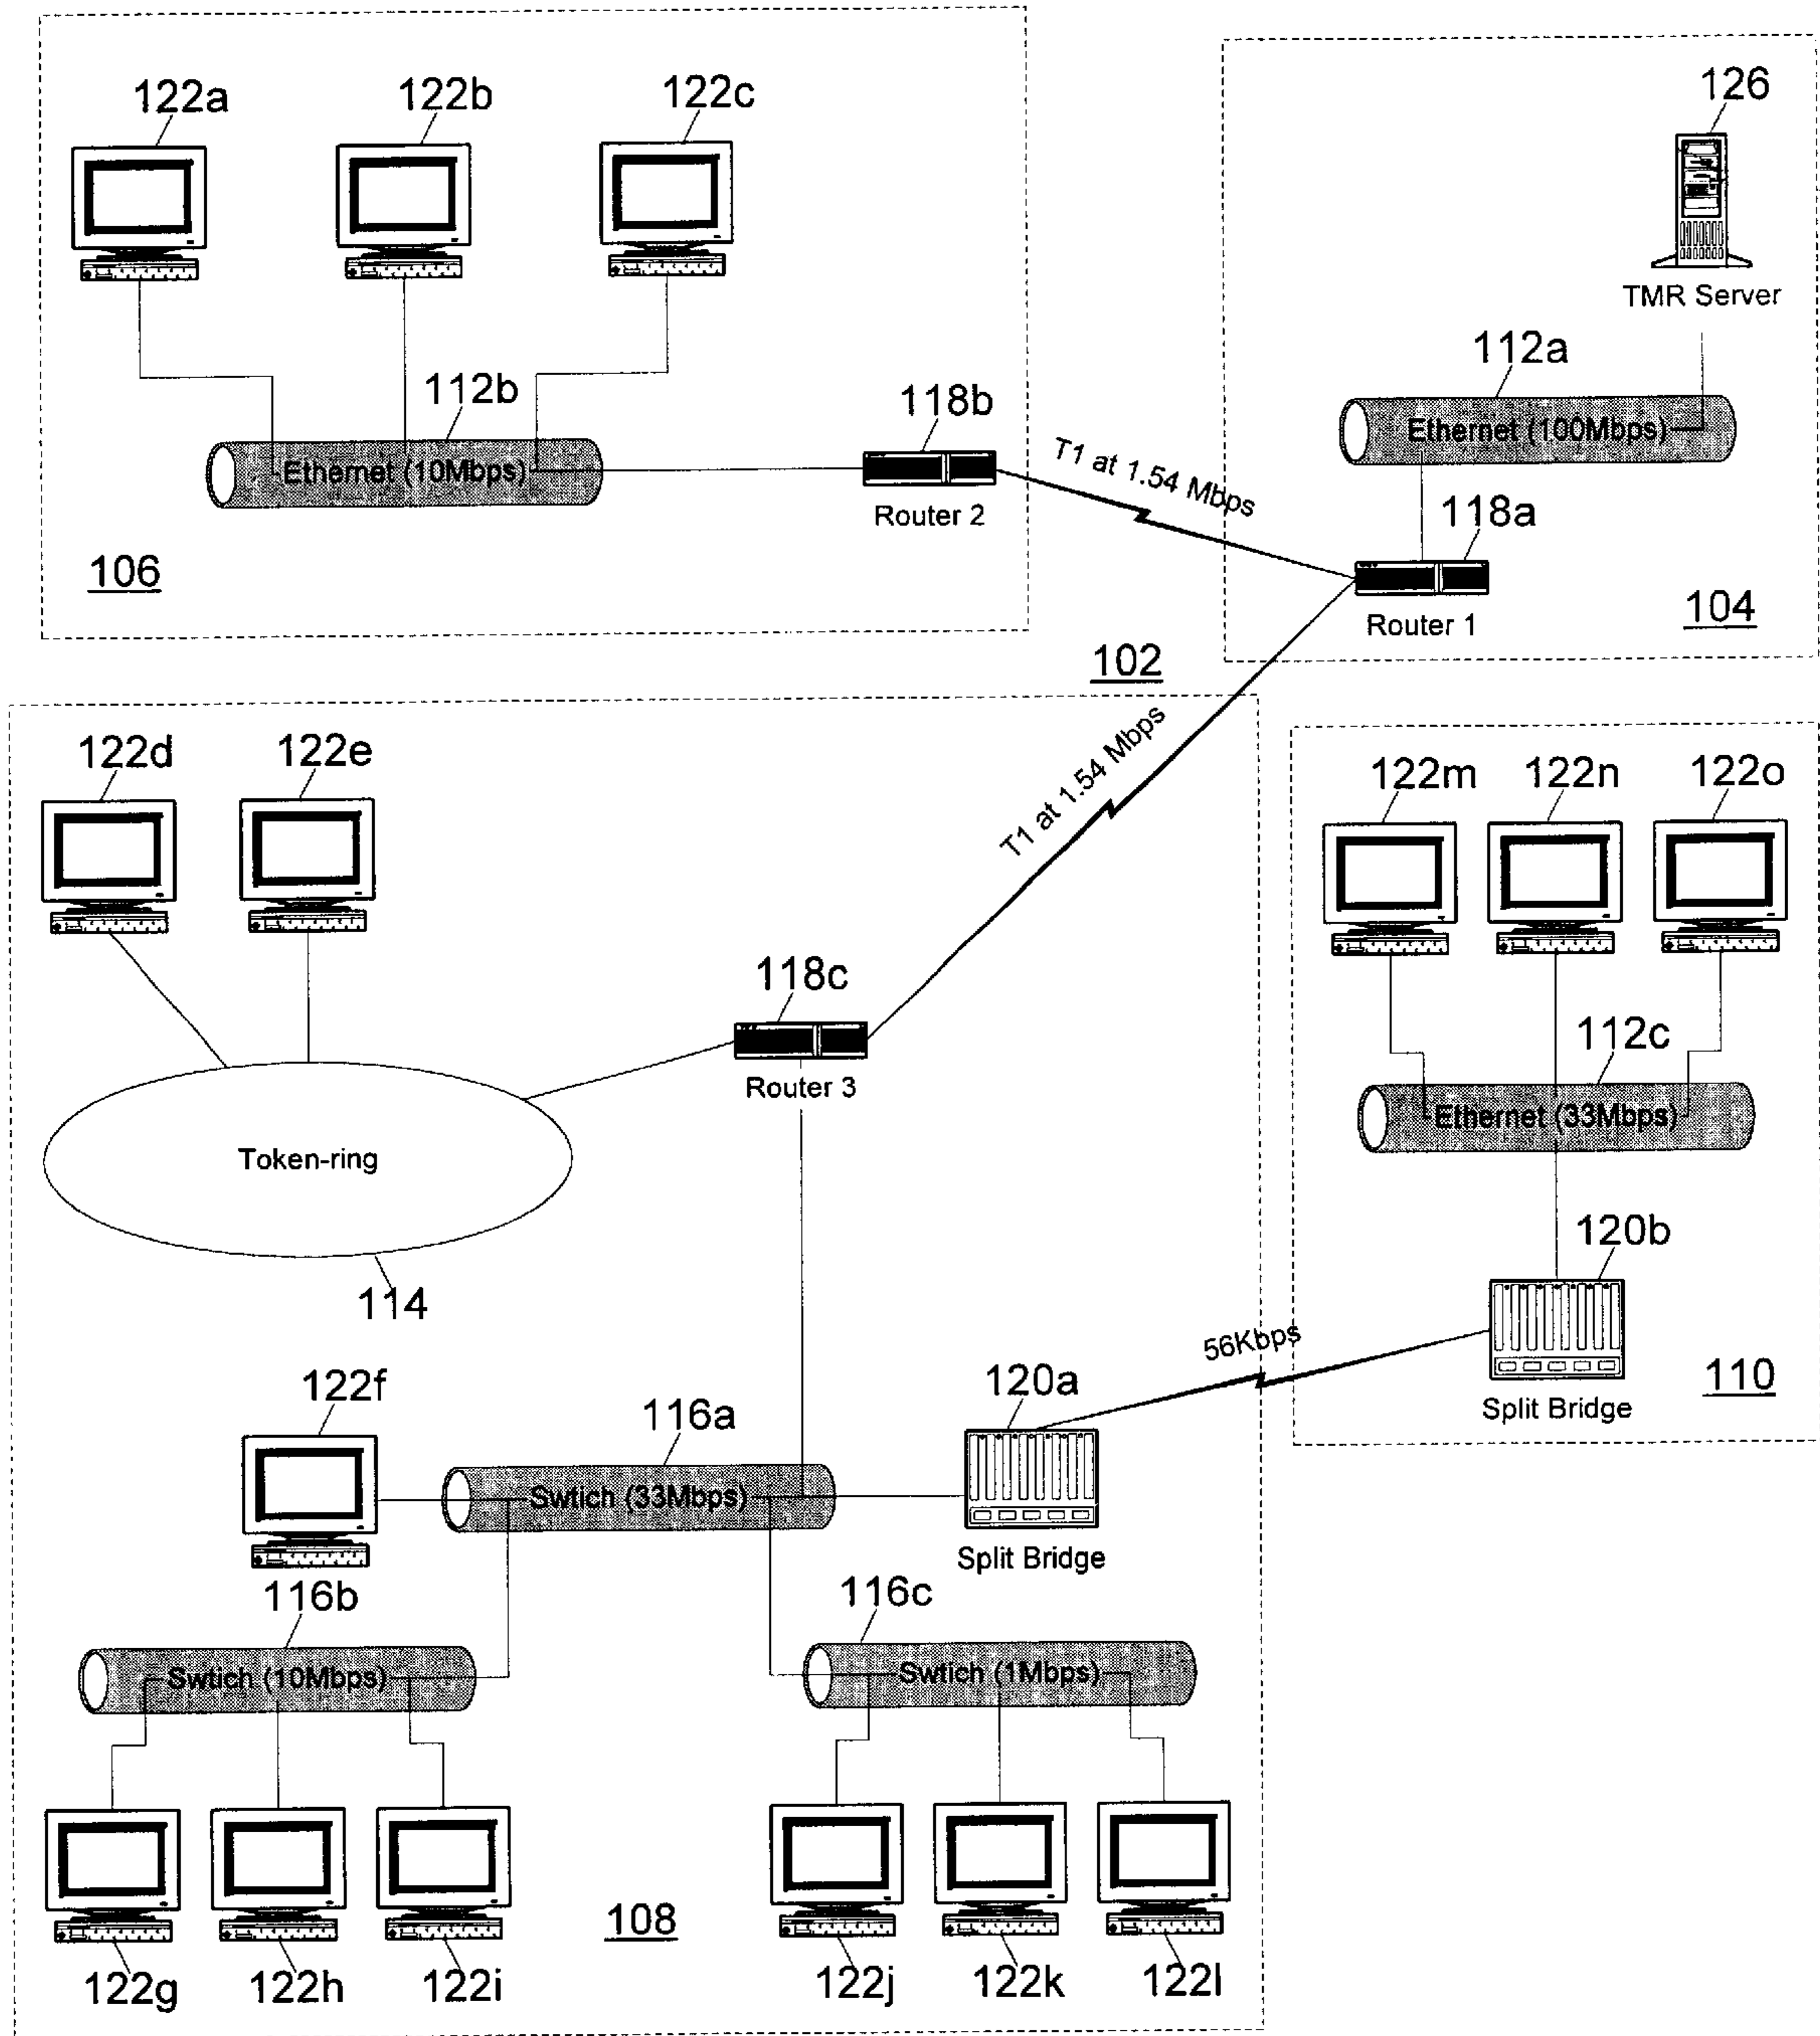 122a
122b
122c
112b
Ethernet (10Mbps)
118b
Router 2
106
T1 at 1.54 Mbps
126
TMR Server
112a
Ethernet (100Mbps)
118a
Router 1
104
102
T1 at 1.54 Mbps
122d
122e
118c
Router 3
Token-ring
114
122m
122n
122o
112c
Ethernet (33Mbps)
120b
Split Bridge
110
56Kbps
122f
116a
Swtich (33Mbps)
120a
Split Bridge
116b
Swtich (10Mbps)
116c
Swtich (1Mbps)
108
122g
122h
122i
122j
122k
122l